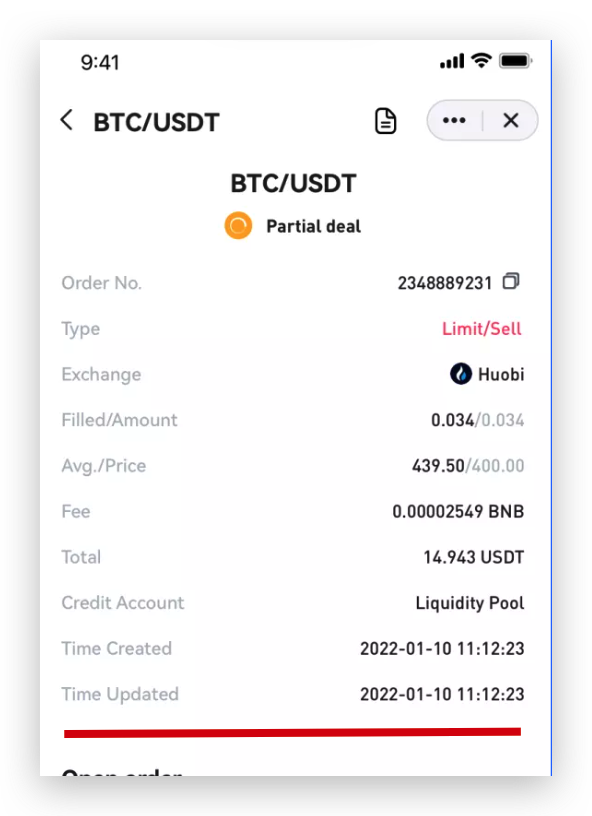 9:41
BTC/USDT
BTC/USDT
Partial deal
Order No. 2348889231
Type Limit/Sell
Exchange Huobi
Filled/Amount 0.034/0.034
Avg./Price 439.50/400.00
Fee 0.00002549 BNB
Total 14.943 USDT
Credit Account Liquidity Pool
Time Created 2022-01-10 11:12:23
Time Updated 2022-01-10 11:12:23
Open order